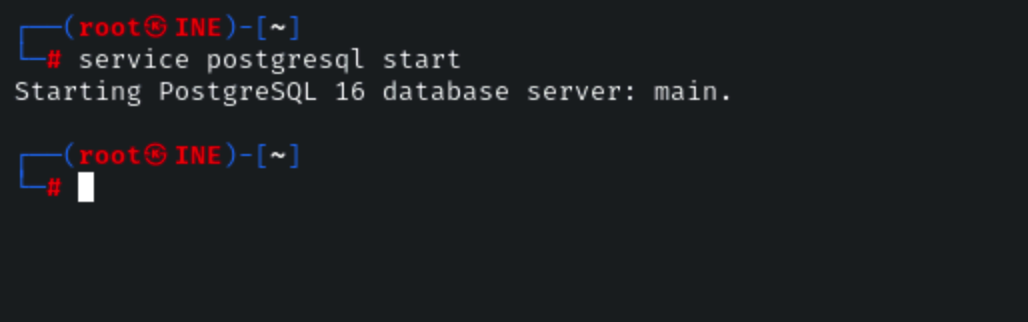 ┌──(root㉿INE)-[~]
└─# service postgresql start
Starting PostgreSQL 16 database server: main.
┌──(root㉿INE)-[~]
└─#